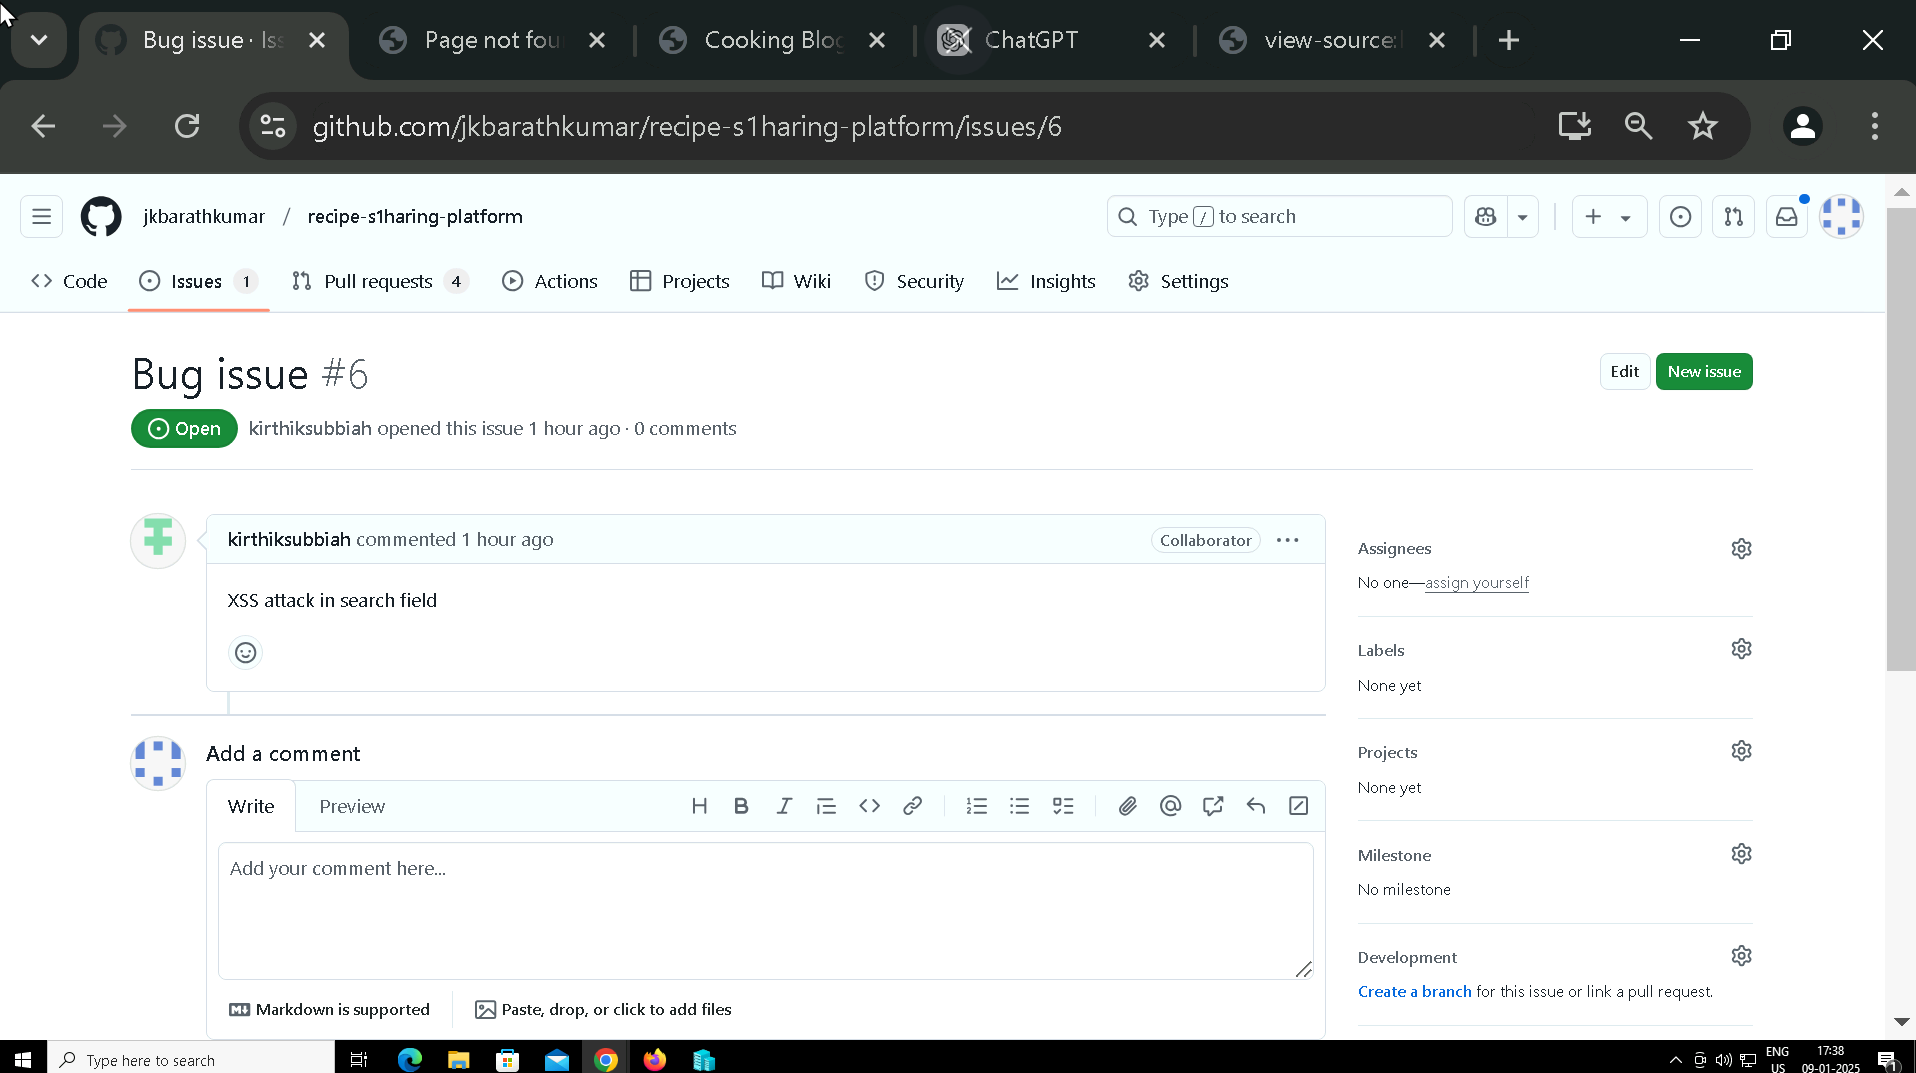 Bug issue · Iss
Page not fou
Cooking Blog
ChatGPT
view-source:
github.com/jkbarathkumar/recipe-s1haring-platform/issues/6
jkbarathkumar / recipe-s1haring-platform
Type / to search
Code
Issues 1
Pull requests 4
Actions
Projects
Wiki
Security
Insights
Settings
Bug issue #6
Edit
New issue
Open
kirthiksubbiah opened this issue 1 hour ago · 0 comments
kirthiksubbiah commented 1 hour ago
Collaborator
XSS attack in search field
Assignees
No one—assign yourself
Labels
None yet
Projects
None yet
Milestone
No milestone
Development
Create a branch for this issue or link a pull request.
Add a comment
Write
Preview
Add your comment here...
Markdown is supported
Paste, drop, or click to add files
Type here to search
ENG
US
17:38
09-01-2025
1